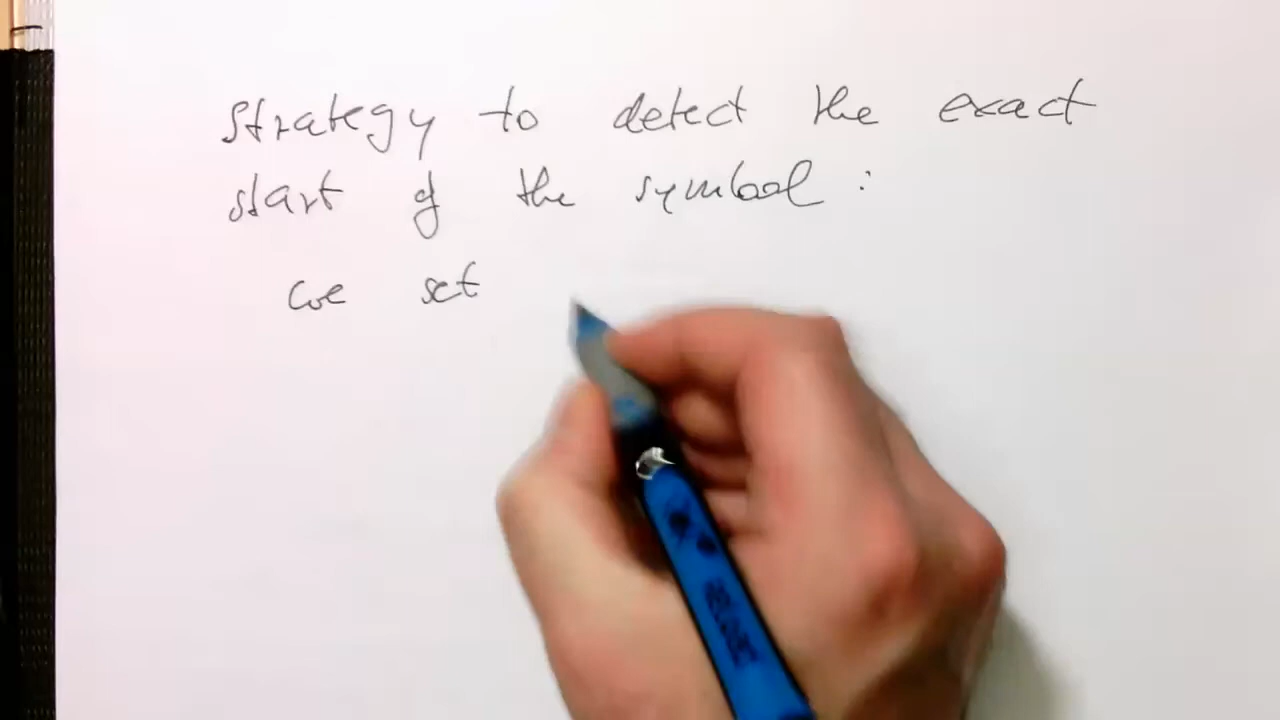 strategy to detect the exact
start of the symbol:
we set